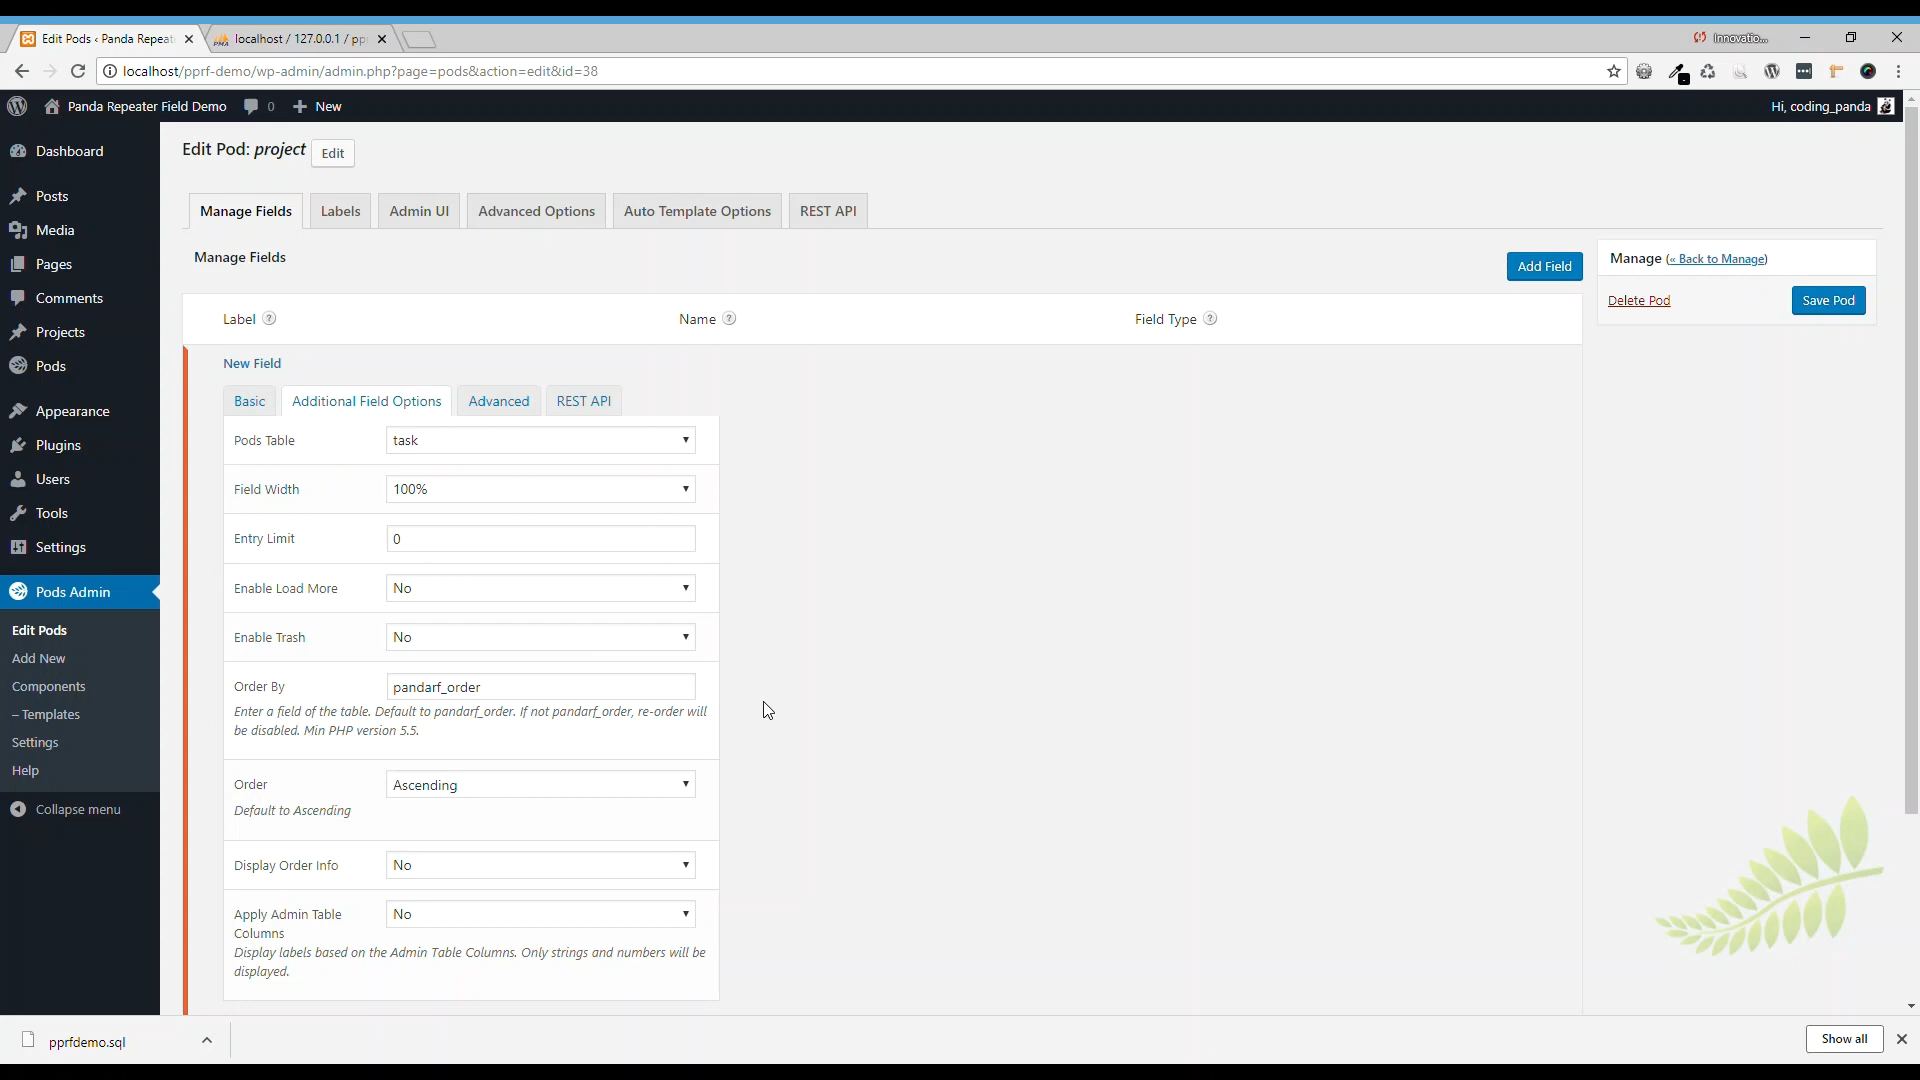 Edit Pods ‹ Panda Repeat
localhost / 127.0.0.1 / pp
Innovatio...
localhost/pprf-demo/wp-admin/admin.php?page=pods&action=edit&id=38
Panda Repeater Field Demo
0
New
Hi, coding_panda
Dashboard
Posts
Media
Pages
Comments
Projects
Pods
Appearance
Plugins
Users
Tools
Settings
Pods Admin
Edit Pods
Add New
Components
– Templates
Settings
Help
Collapse menu
Edit Pod: project
Edit
Manage Fields
Labels
Admin UI
Advanced Options
Auto Template Options
REST API
Manage Fields
Add Field
Label ?
Name ?
Field Type ?
New Field
Basic
Additional Field Options
Advanced
REST API
Pods Table
task
Field Width
100%
Entry Limit
0
Enable Load More
No
Enable Trash
No
Order By
pandarf_order
Enter a field of the table. Default to pandarf_order. If not pandarf_order, re-order will
be disabled. Min PHP version 5.5.
Order
Ascending
Default to Ascending
Display Order Info
No
Apply Admin Table
Columns
No
Display labels based on the Admin Table Columns. Only strings and numbers will be
displayed.
Manage (« Back to Manage)
Delete Pod
Save Pod
pprfdemo.sql
Show all